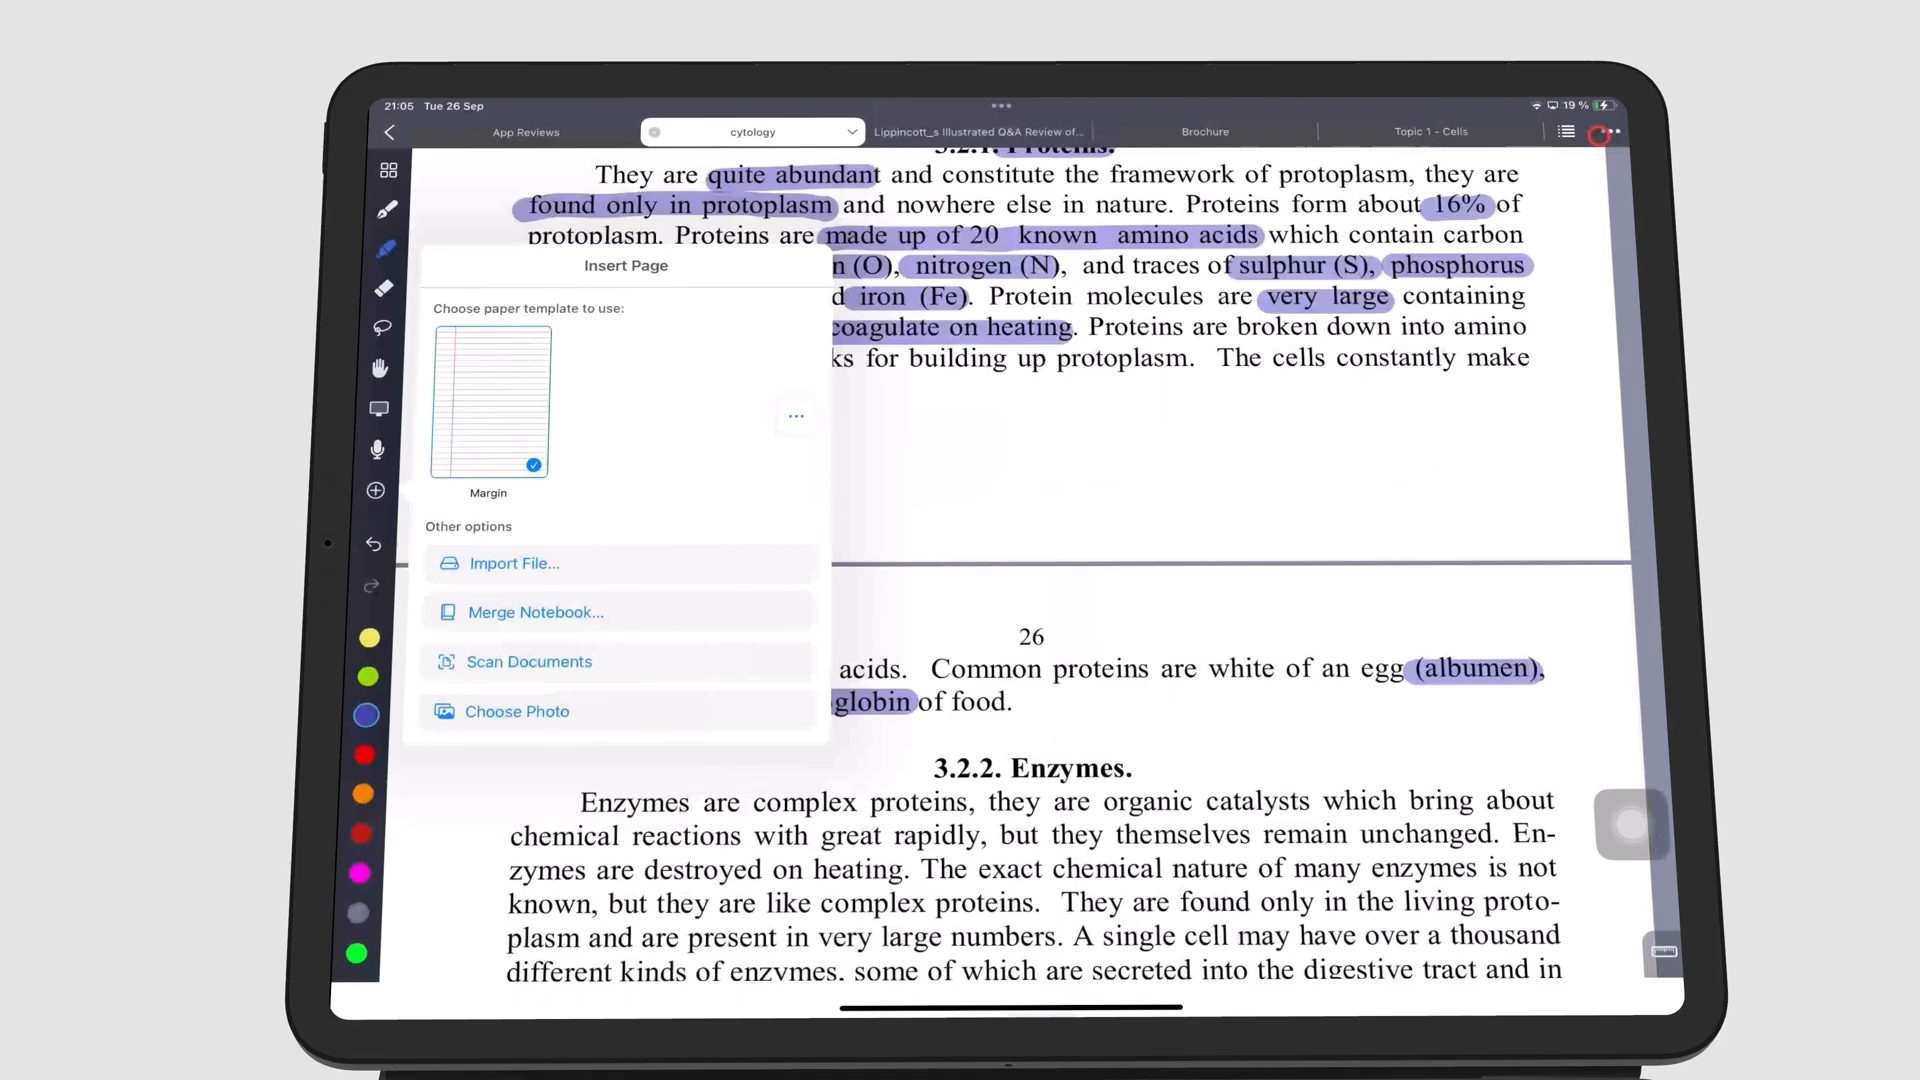 21:05 Tue 26 Sep
19 %
App Reviews
cytology
Lippincott_s Illustrated Q&A Review of...
Brochure
Topic 1 - Cells
3.2.1. Proteins.
They are quite abundant and constitute the framework of protoplasm, they are
found only in protoplasm and nowhere else in nature. Proteins form about 16% of
protoplasm. Proteins are made up of 20 known amino acids which contain carbon
n (O), nitrogen (N), and traces of sulphur (S), phosphorus
d iron (Fe). Protein molecules are very large containing
coagulate on heating. Proteins are broken down into amino
ks for building up protoplasm. The cells constantly make
Insert Page
Choose paper template to use:
Margin
Other options
Import File...
Merge Notebook...
Scan Documents
Choose Photo
26
acids. Common proteins are white of an egg (albumen),
globin of food.
3.2.2. Enzymes.
Enzymes are complex proteins, they are organic catalysts which bring about
chemical reactions with great rapidly, but they themselves remain unchanged. En-
zymes are destroyed on heating. The exact chemical nature of many enzymes is not
known, but they are like complex proteins. They are found only in the living proto-
plasm and are present in very large numbers. A single cell may have over a thousand
different kinds of enzymes, some of which are secreted into the digestive tract and in